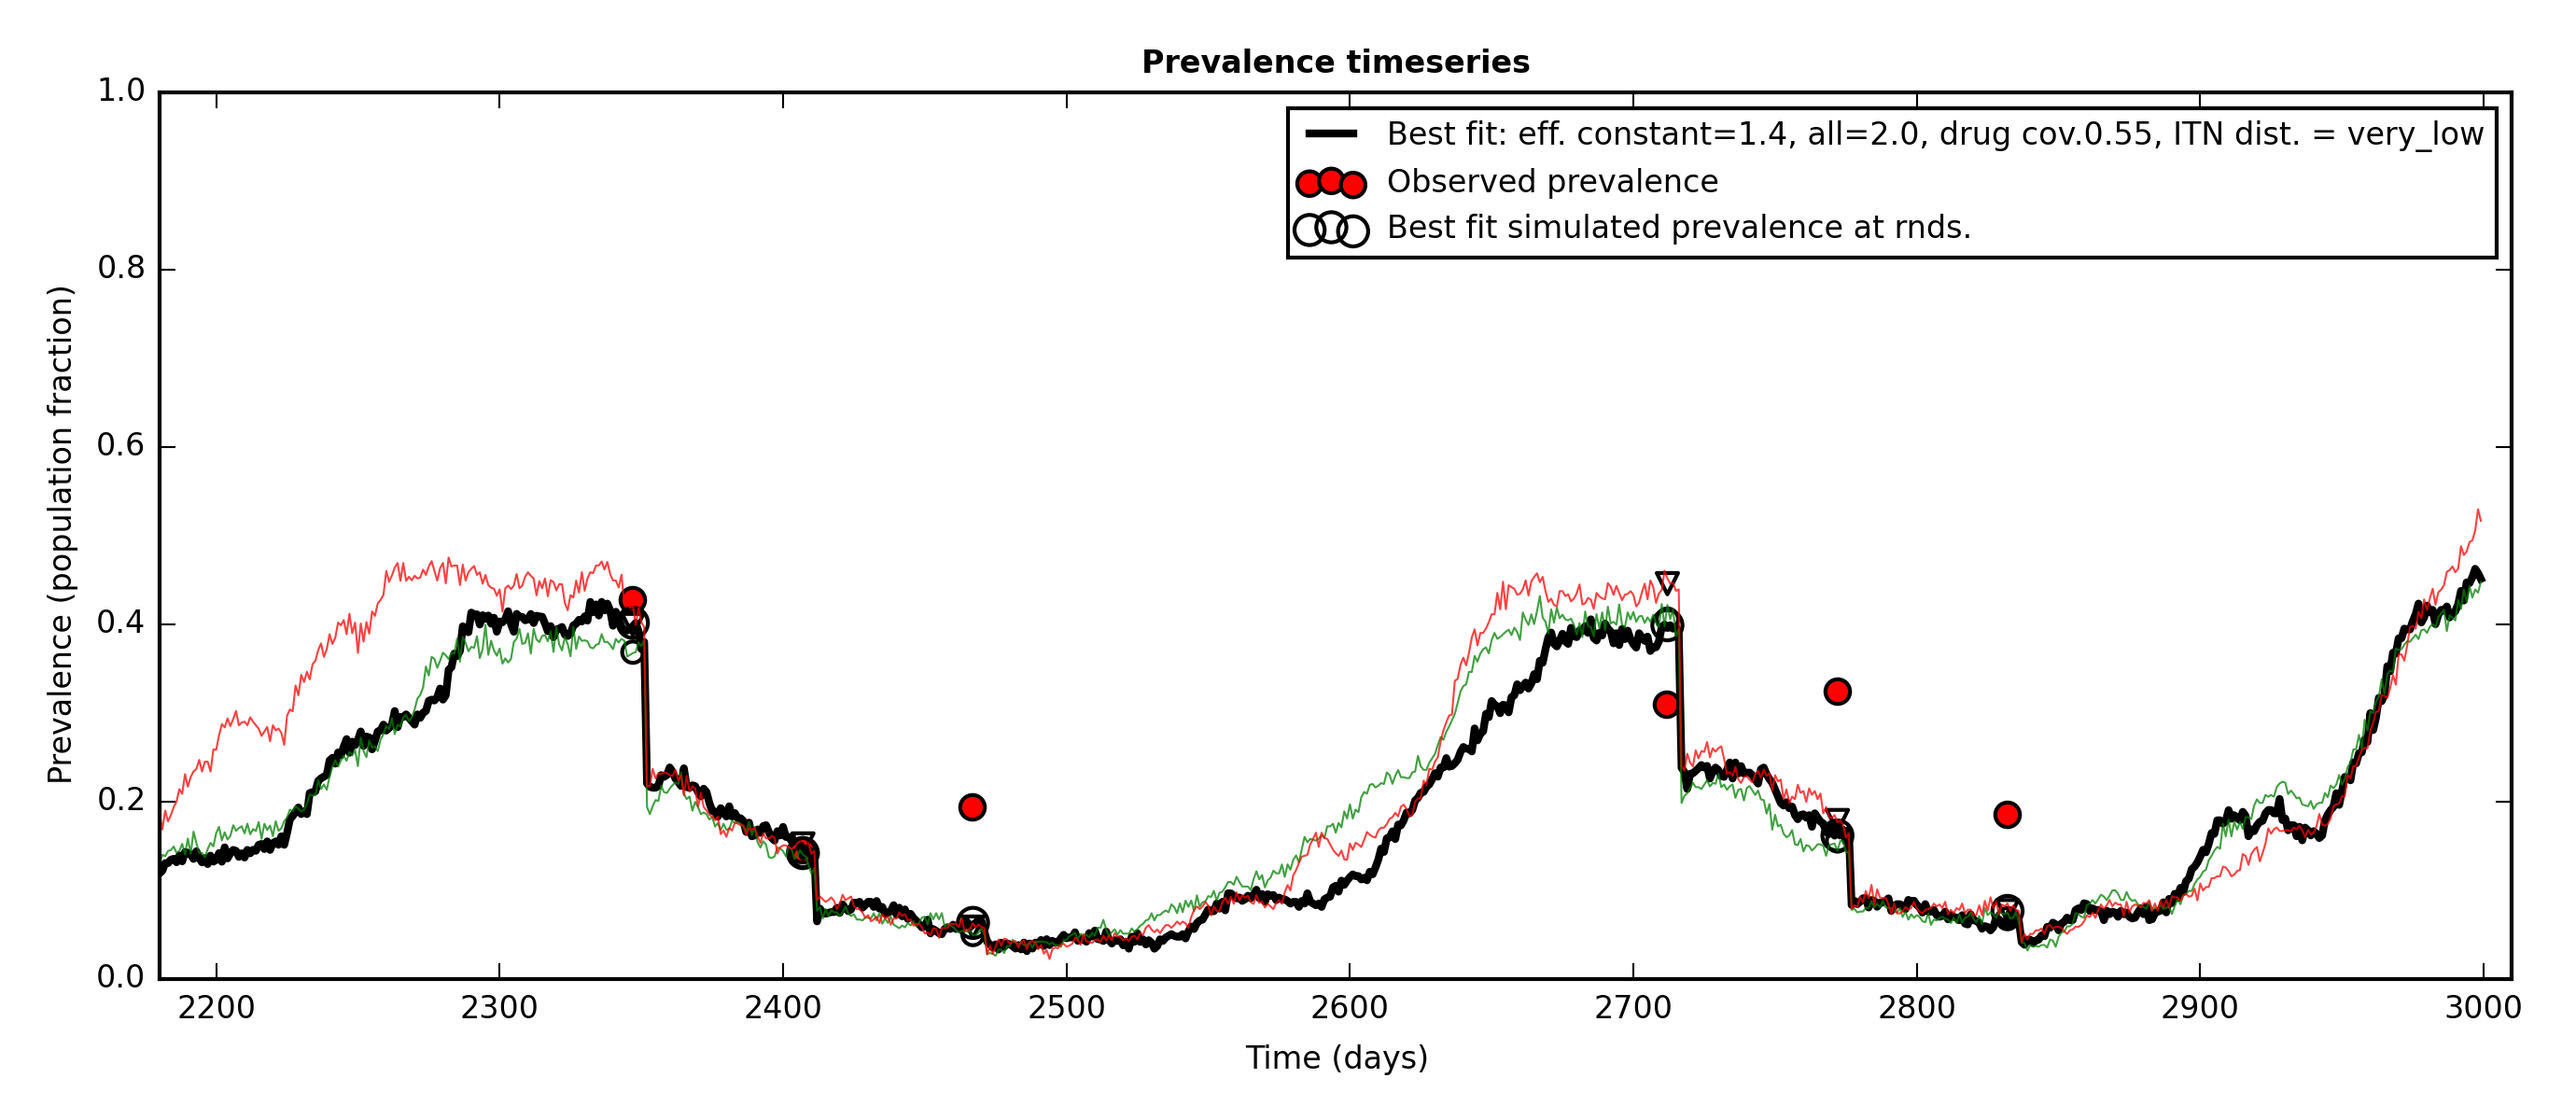 Prevalence timeseries
1.0
0.8
0.6
0.4
0.2
0.0
Prevalence (population fraction)
Best fit: eff. constant=1.4, all=2.0, drug cov.0.55, ITN dist. = very_low
Observed prevalence
Best fit simulated prevalence at rnds.
2200 2300 2400 2500 2600 2700 2800 2900 3000
Time (days)